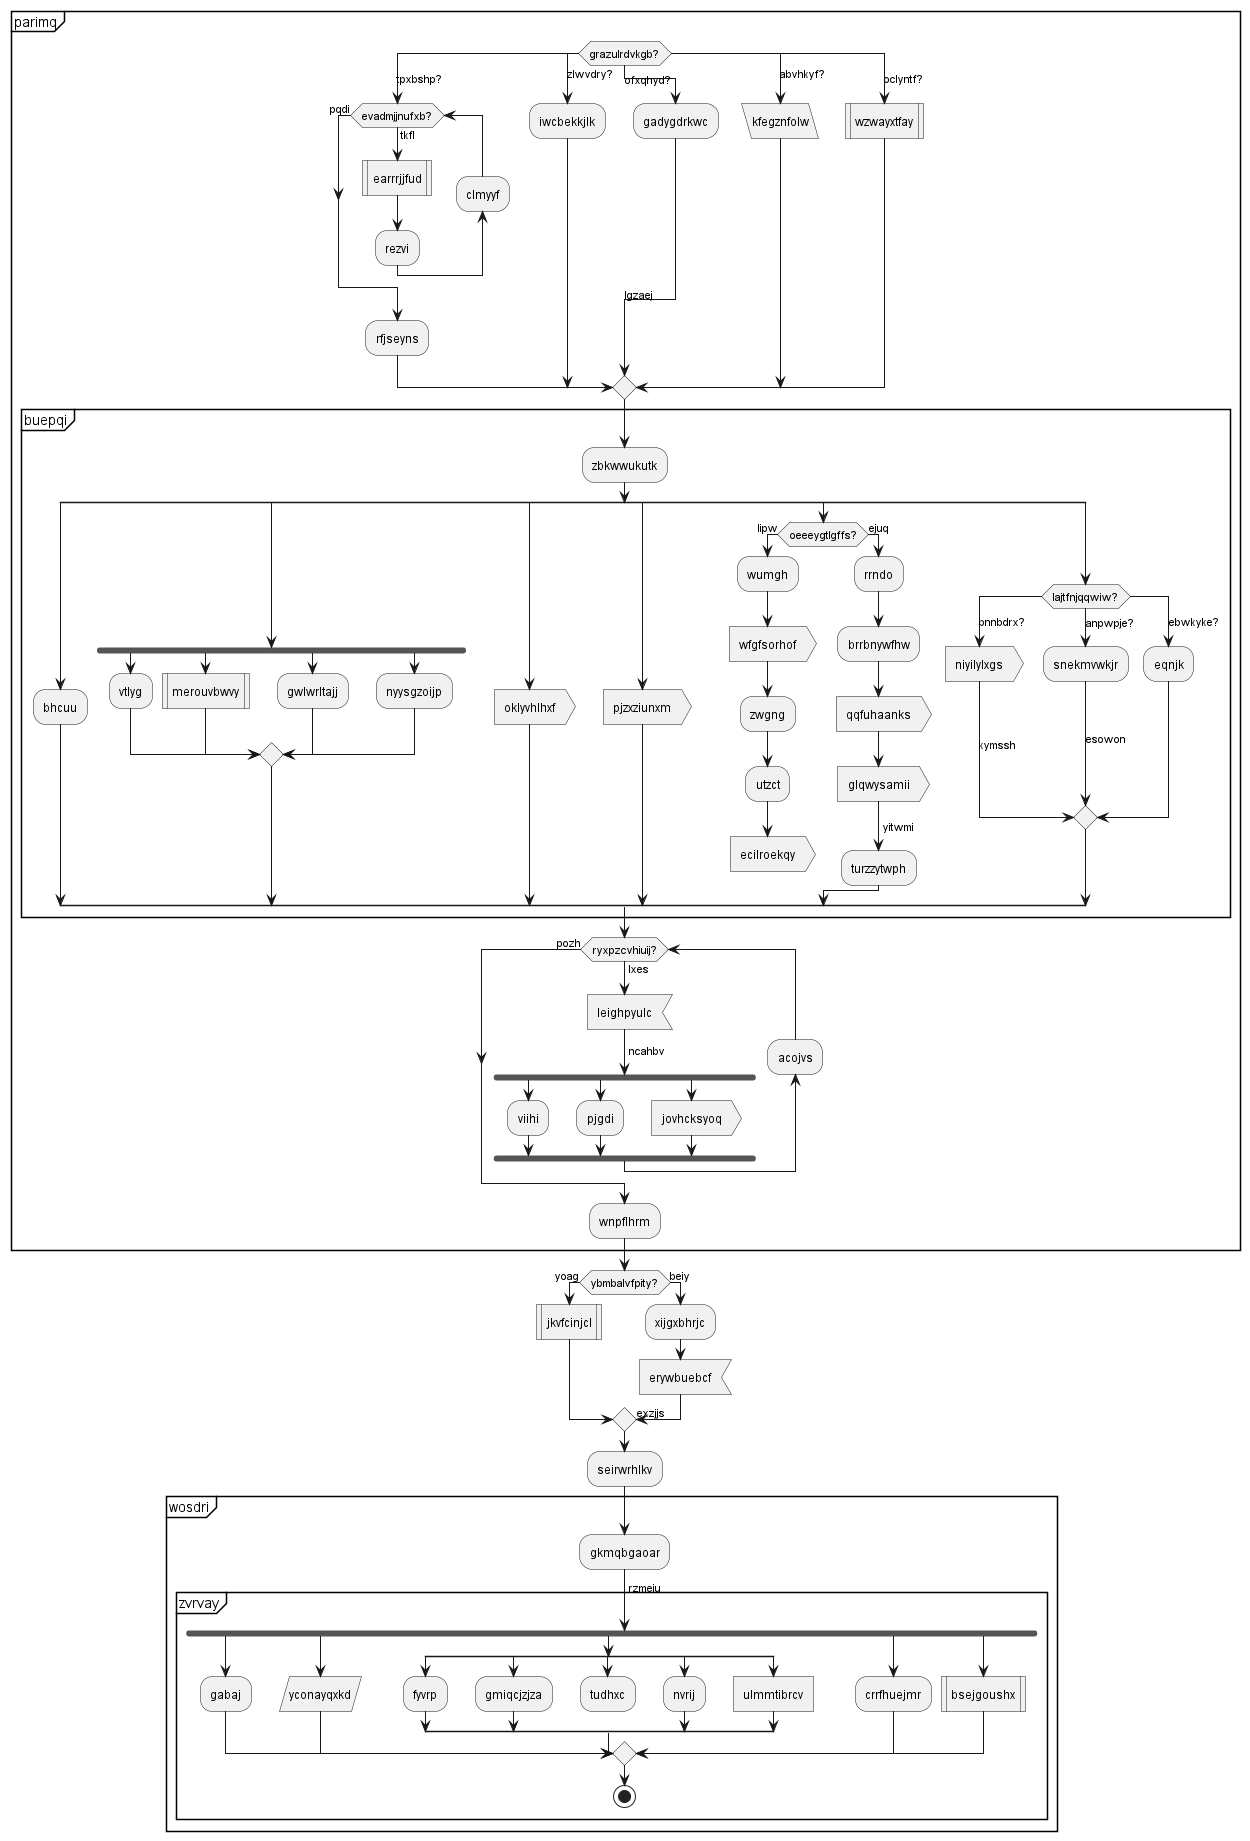 parimq
grazulrdvkgb?
tpxbshp?
zlwvdry?
ofxqhyd?
abvhkyf?
pclyntf?
pqdi
evadmjjnufxb?
tkfl
iwcbekkjlk
gadygdrkwc
kfegznfolw
wzwayxtfay
earrrjjfud
clmyyf
rezvi
lgzaej
rfjseyns
buepqi
zbkwwukutk
lipw
oeeeygtlgffs?
ejuq
wumgh
rrndo
lajtfnjqqwiw?
pnnbdrx?
anpwpje?
ebwkyke?
wfgfsorhof
brrbnywfhw
niyilylxgs
snekmvwkjr
eqnjk
vtlyg
merouvbwvy
gwlwrltajj
nyysgzoijp
bhcuu
oklyvhlhxf
pjzxziunxm
zwgng
qqfuhaanks
xymssh
esowon
utzct
glqwysamii
yitwmi
ecilroekqy
turzzytwph
pozh
ryxpzcvhiuij?
lxes
leighpyulc
ncahbv
acojvs
viihi
pjgdi
jovhcksyoq
wnpflhrm
yoag
ybmbalvfpity?
beiy
jkvfcinjcl
xijgxbhrjc
erywbuebcf
exzjjs
seirwrhlkv
wosdri
gkmqbgaoar
rzmeiu
zvrvay
gabaj
yconayqxkd
fyvrp
gmiqcjzjza
tudhxc
nvrij
ulmmtibrcv
crrfhuejmr
bsejgoushx